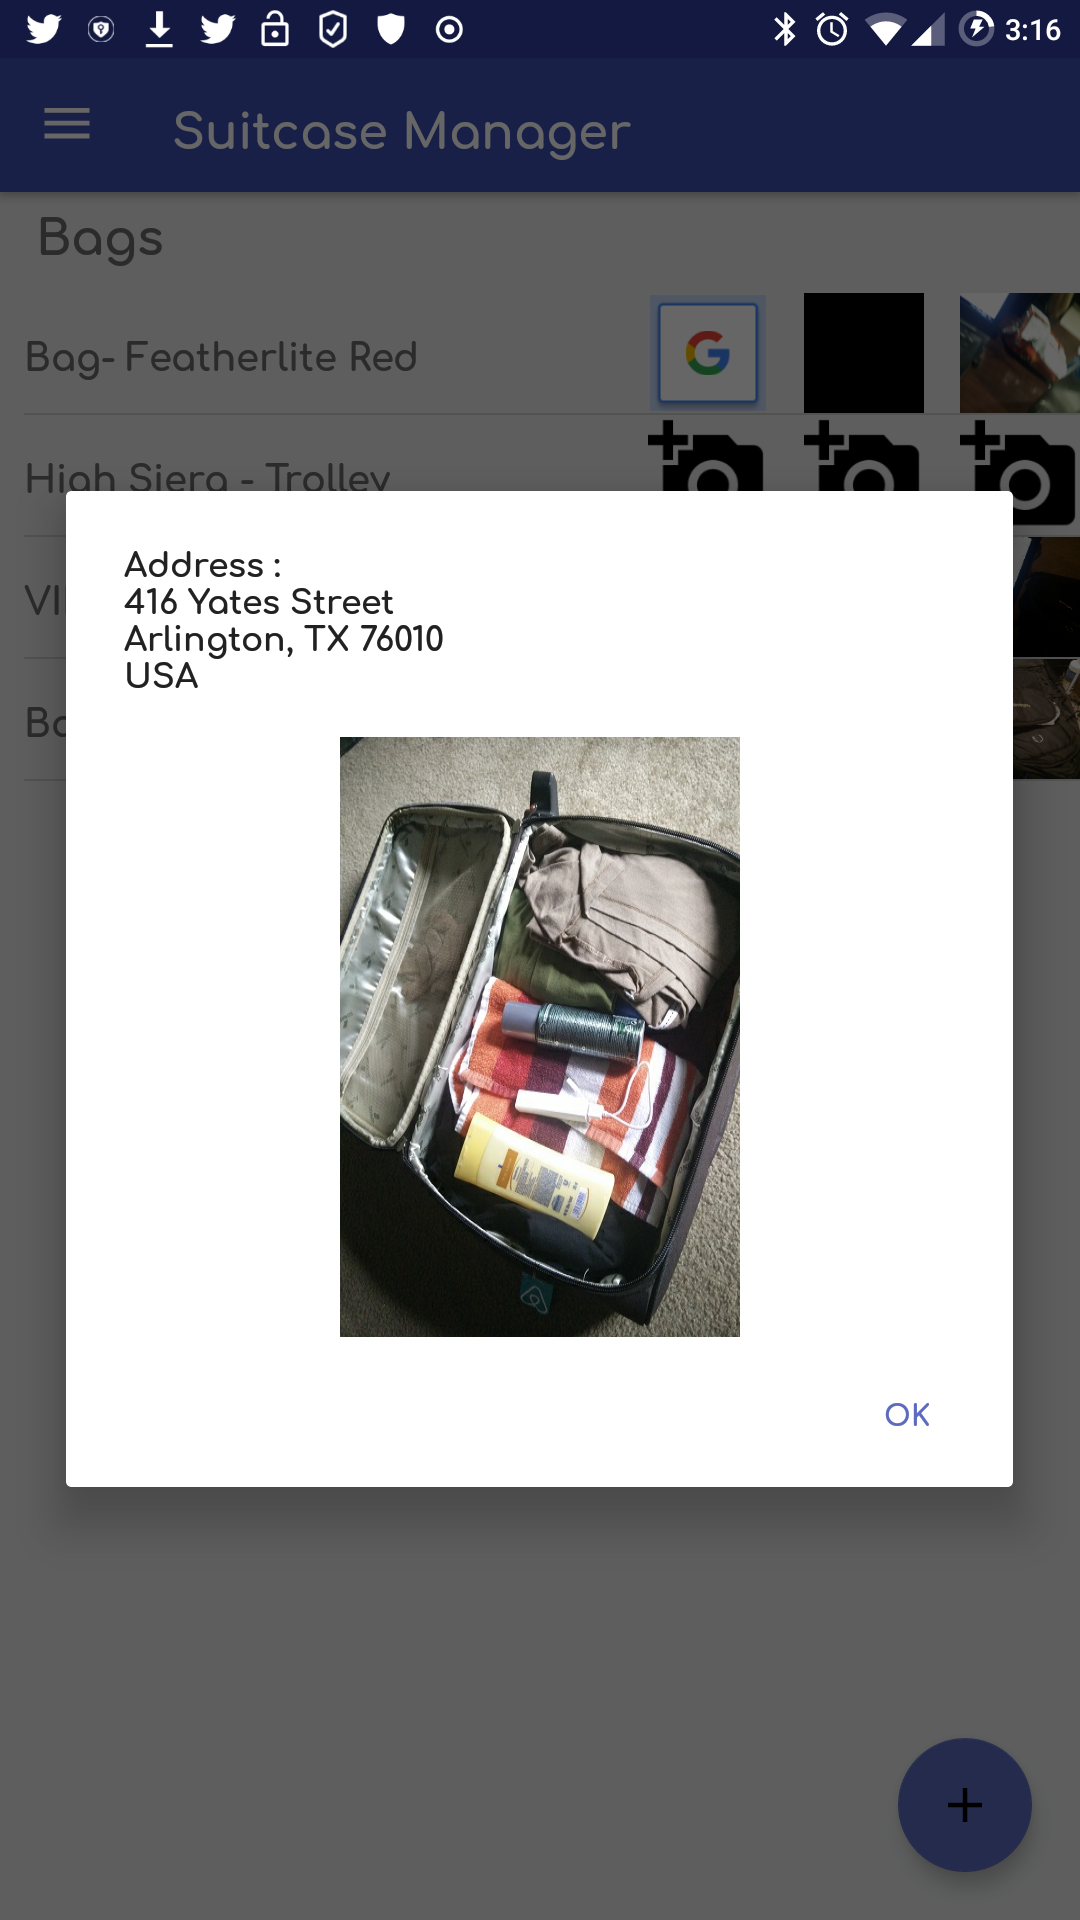 3:16
Suitcase Manager
Bags
Bag- Featherlite Red
High Siera - Trolley
Address :
416 Yates Street
Arlington, TX 76010
USA
OK